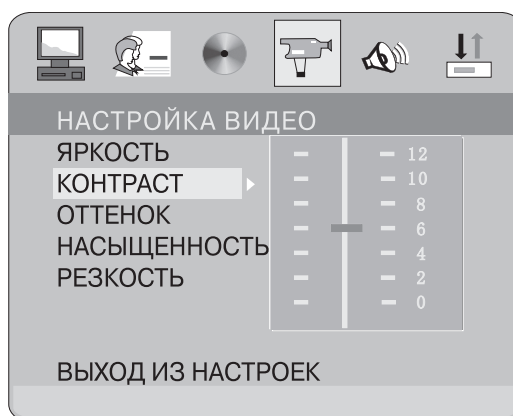 НАСТРОЙКА ВИДЕО
ЯРКОСТЬ
КОНТРАСТ
ОТТЕНОК
НАСЫЩЕННОСТЬ
РЕЗКОСТЬ
12
10
8
6
4
2
0
ВЫХОД ИЗ НАСТРОЕК